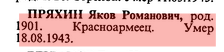 ПРЯХИН Яков Романович, род.
1901. Красноармеец. Умер
18.08.1943.